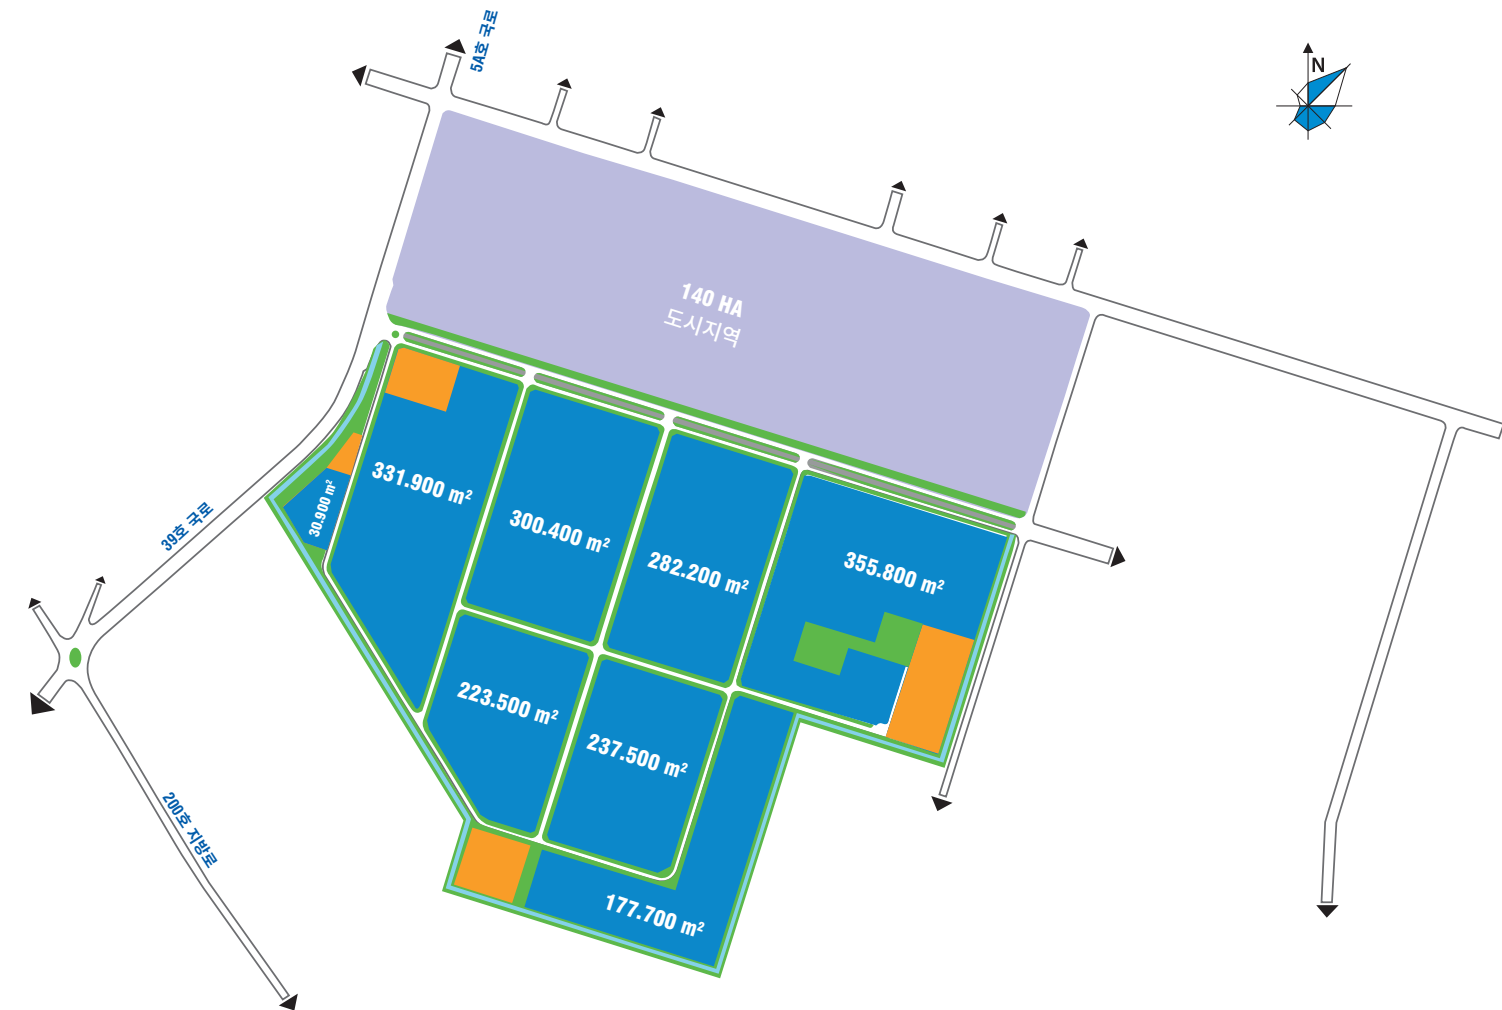 5A호 국로
N
140 HA
도시지역
331.900 m²
30.900 m²
300.400 m²
282.200 m²
355.800 m²
39호 국로
223.500 m²
237.500 m²
200호 지방로
177.700 m²